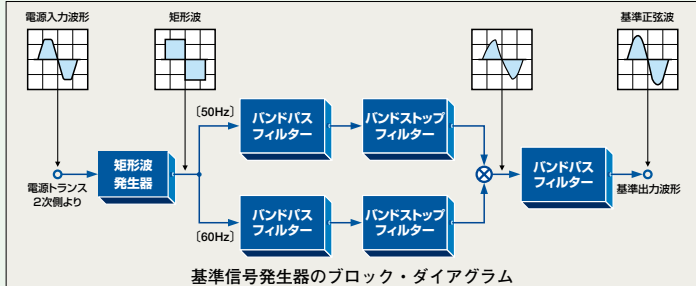 電源入力波形
矩形波
基準正弦波
〔50Hz〕
バンドパス
フィルター
バンドストップ
フィルター
矩形波
発生器
電源トランス
2次側より
バンドパス
フィルター
基準出力波形
〔60Hz〕
バンドパス
フィルター
バンドストップ
フィルター
基準信号発生器のブロック・ダイアグラム